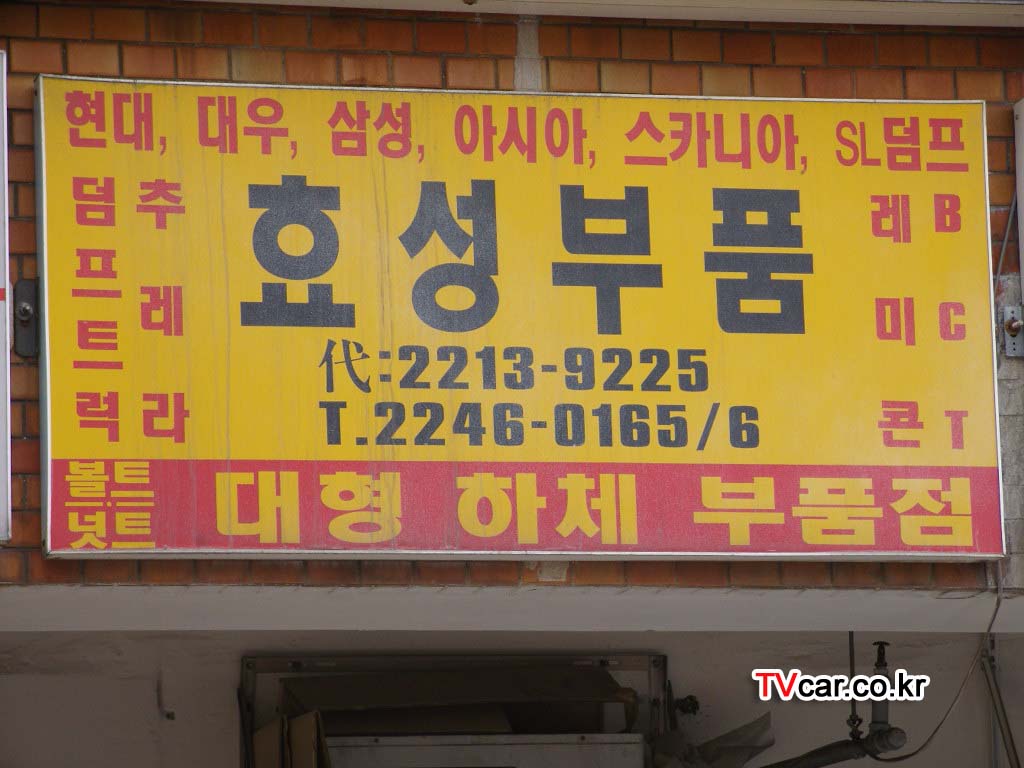 현대, 대우, 삼성, 아시아, 스카니아, SL덤프
덤프트럭
추레라
효성부품
代:2213-9225
T.2246-0165/6
레미콘
BCT
볼트
넛트
대형 하체 부품점
TVcar.co.kr